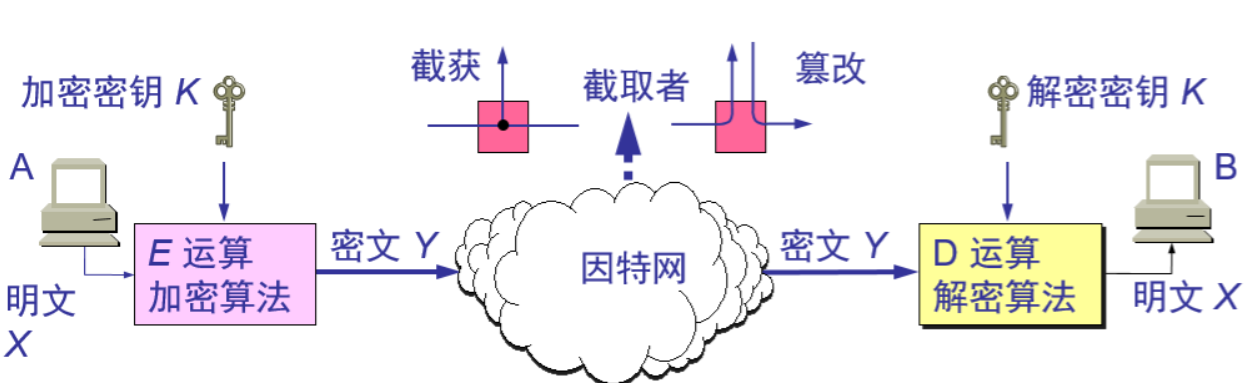 截获
截取者
篡改
加密密钥 K
解密密钥 K
A
B
E 运算
加密算法
密文 Y
因特网
密文 Y
D 运算
解密算法
明文
X
明文 X